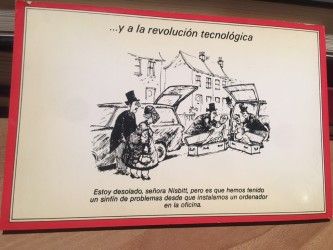 ...y a la revolución tecnológica
Estoy desolado, señora Nisbitt, pero es que hemos tenido
un sinfín de problemas desde que instalemos un ordenador
en la oficina.